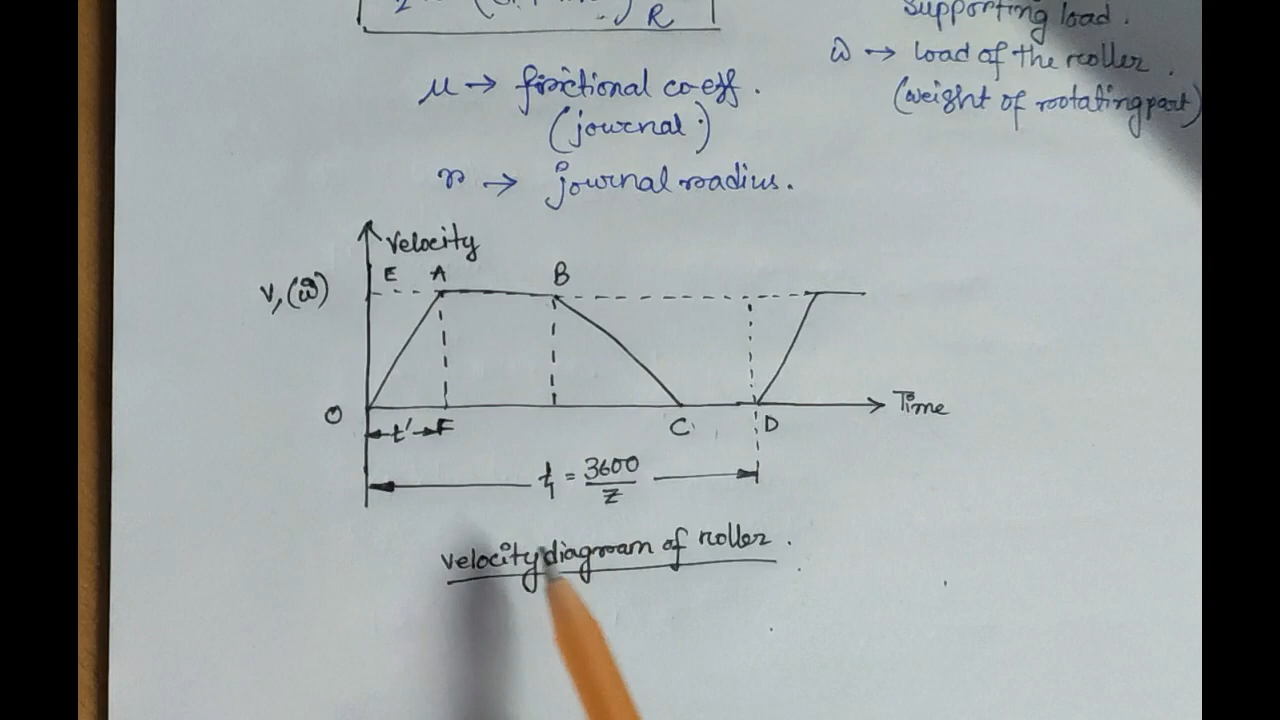 R
supporting load.
ω → load of the roller.
(weight of rotating part)
μ → frictional co-eff.
(journal)
r → journal radius.
Velocity
E A B
V, (ω)
O
t' F C D
Time
t₁ = 3600/Z
velocity diagram of roller.